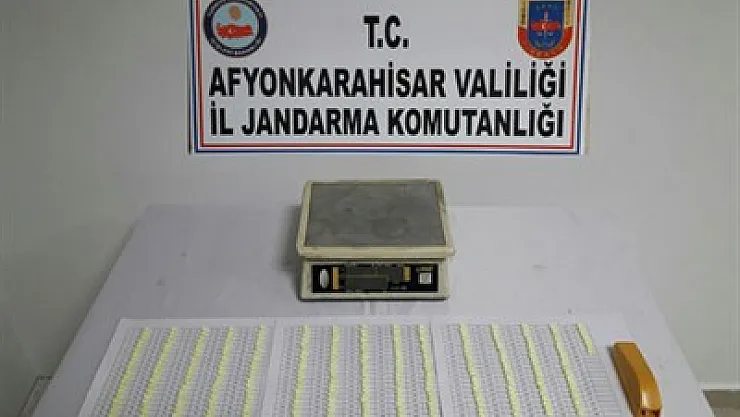 T.C.
AFYONKARAHİSAR VALİLİĞİ
İL JANDARMA KOMUTANLIĞI